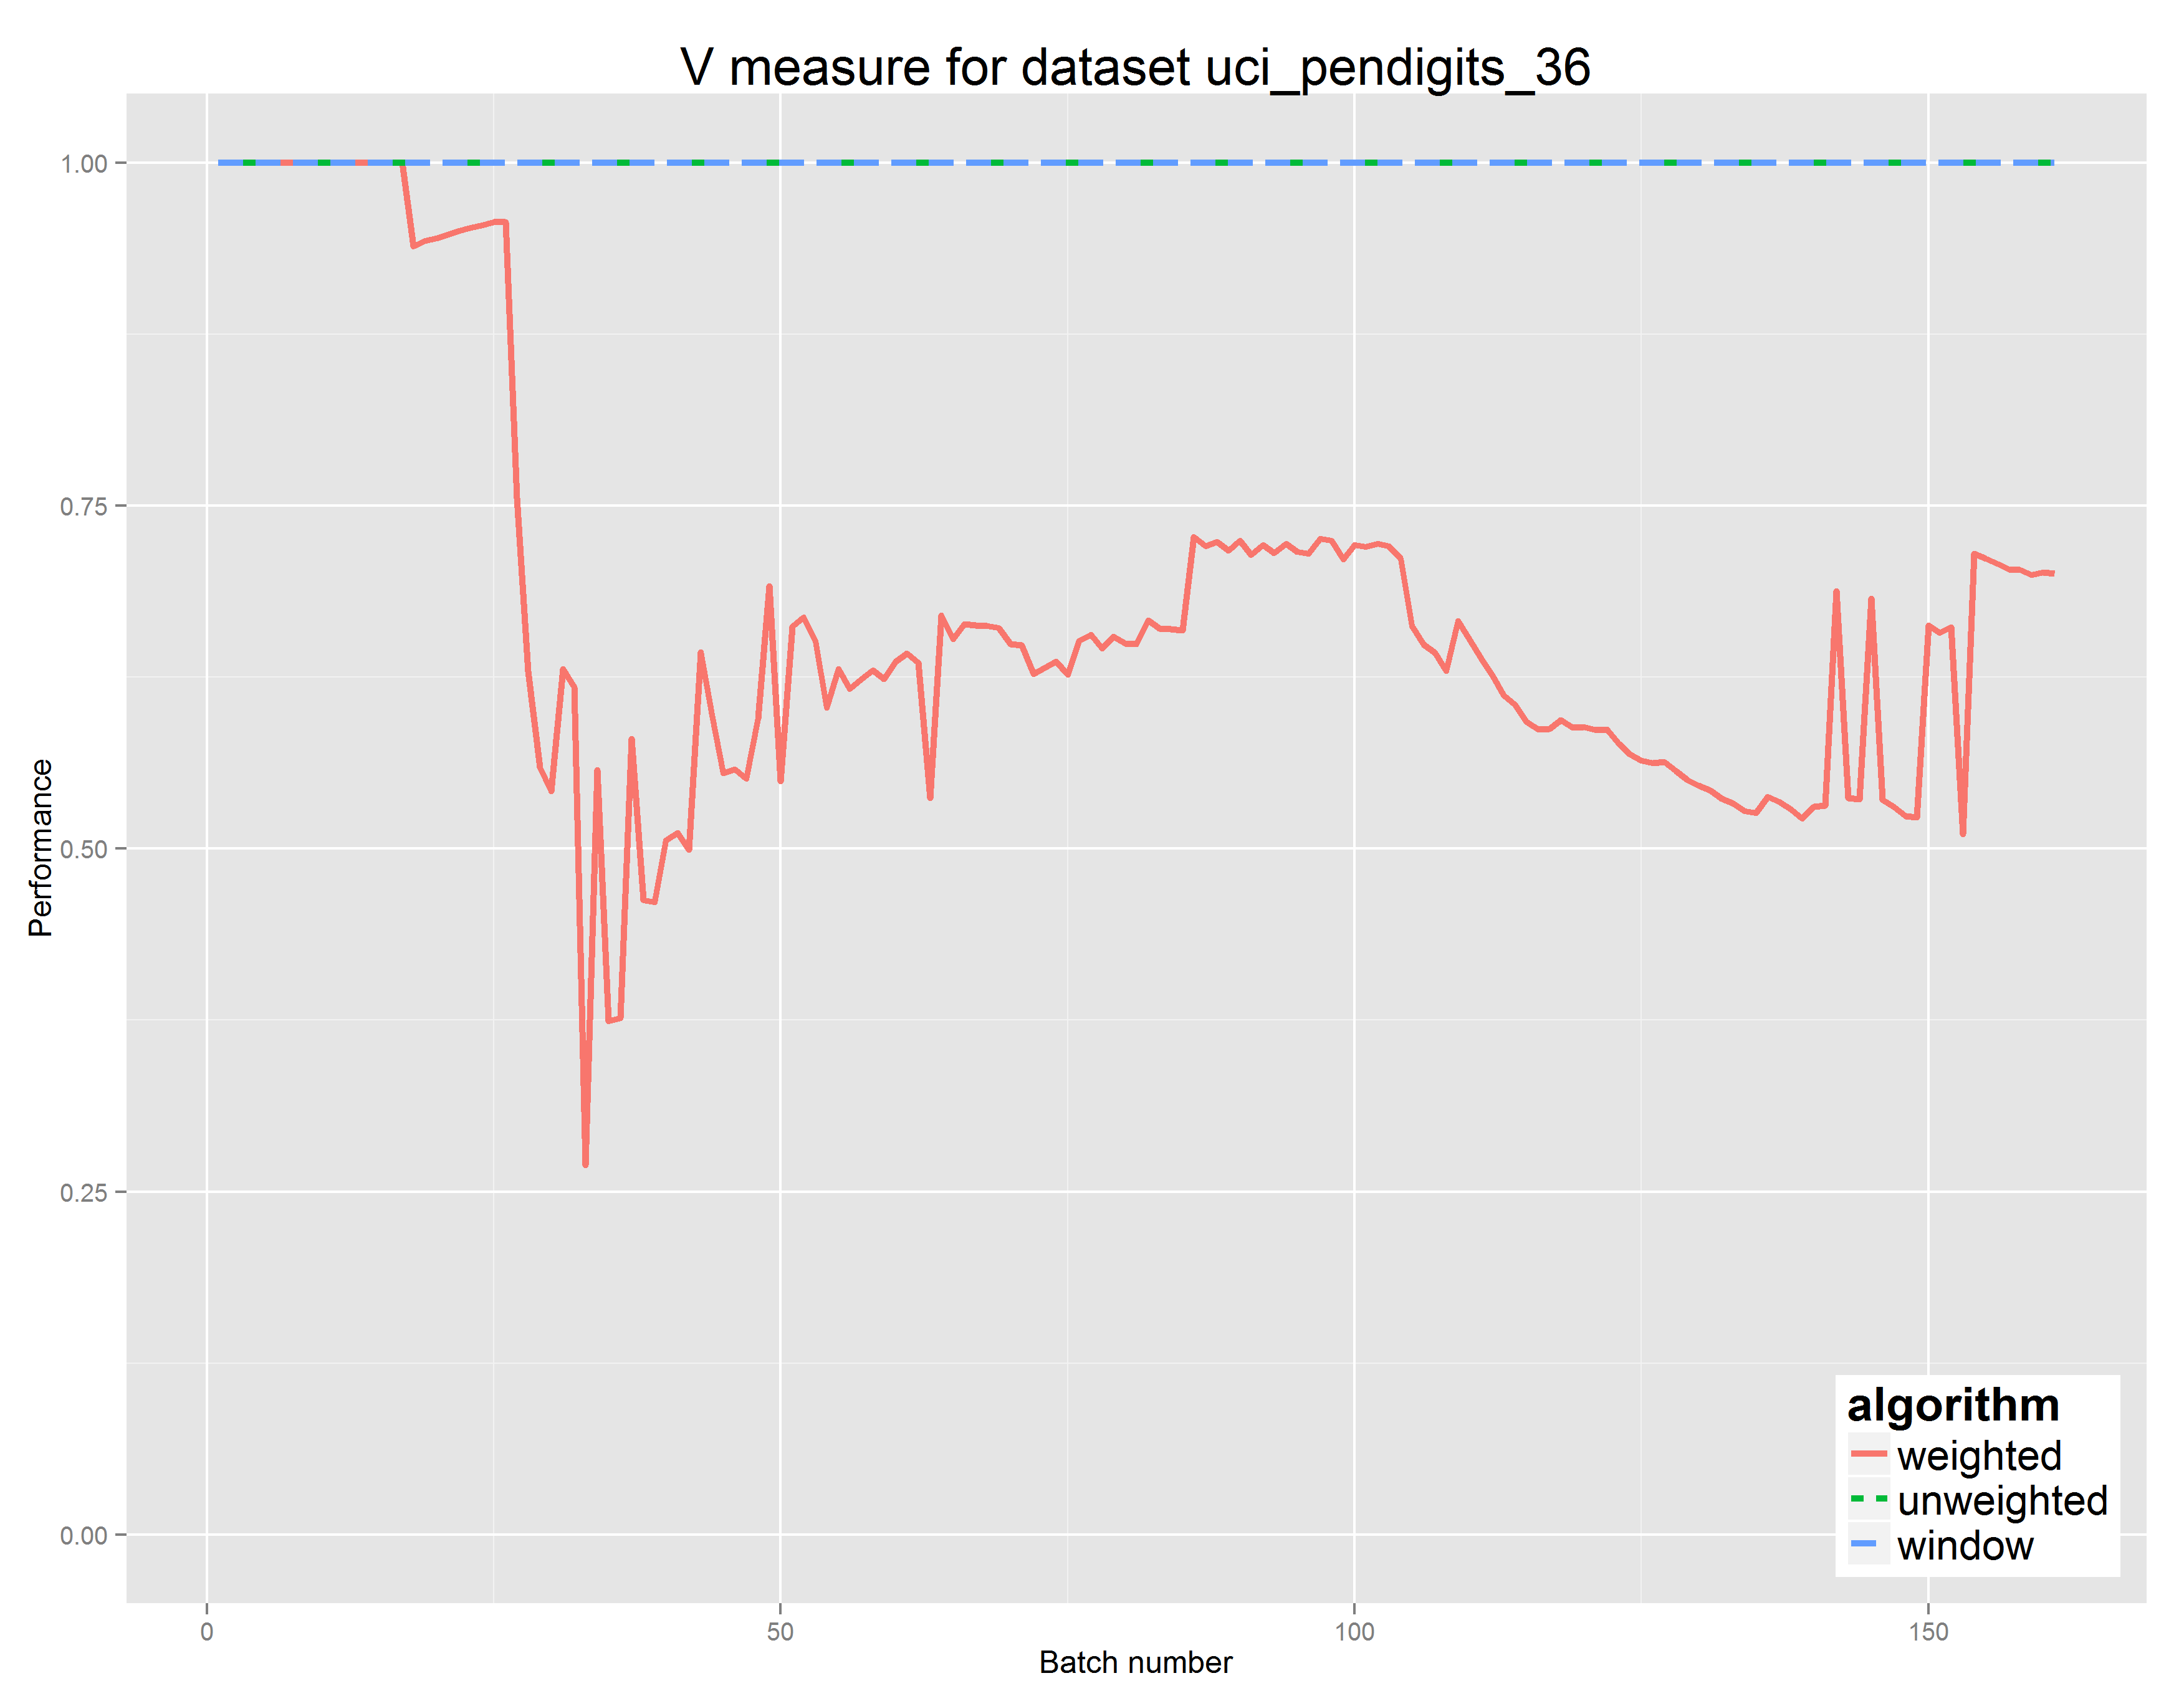 V measure for dataset uci_pendigits_36
1.00
0.75
0.50
0.25
0.00
Performance
0
50
100
150
Batch number
algorithm
weighted
unweighted
window